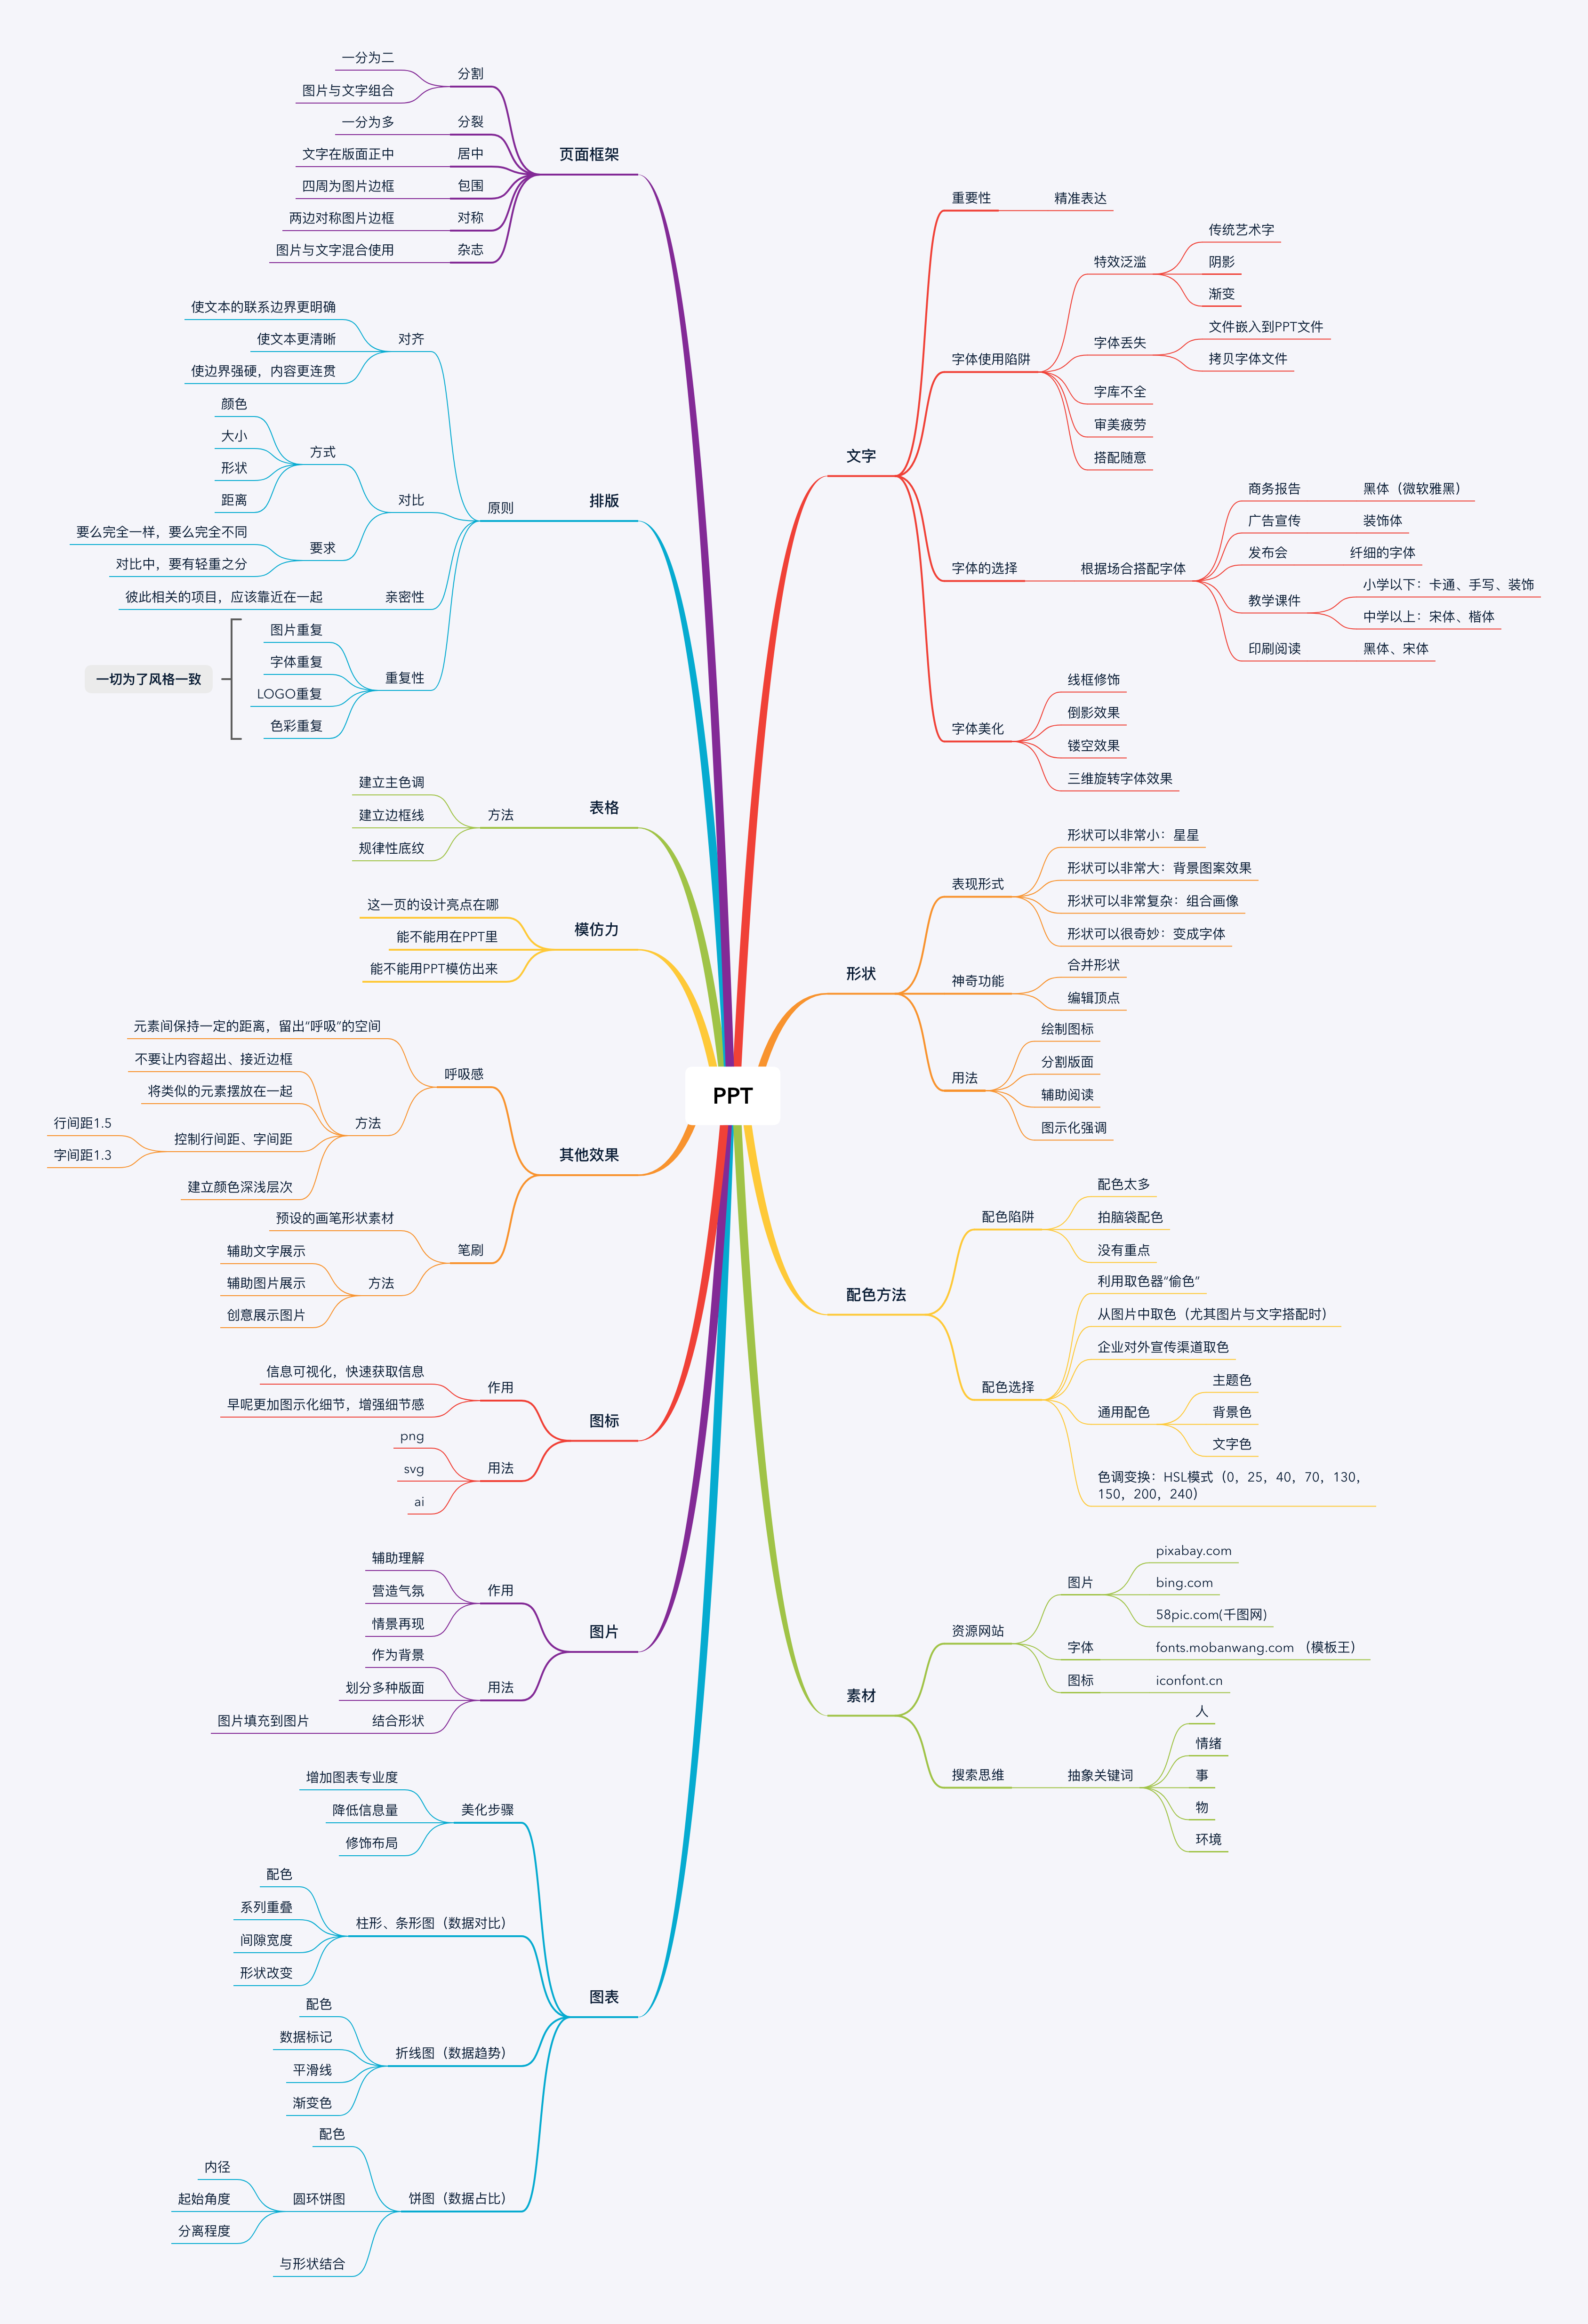 PPT
文字
重要性
精准表达
字体使用陷阱
特效泛滥
传统艺术字
阴影
渐变
字体丢失
文件嵌入到PPT文件
拷贝字体文件
字库不全
审美疲劳
搭配随意
字体的选择
根据场合搭配字体
商务报告
黑体（微软雅黑）
广告宣传
装饰体
发布会
纤细的字体
教学课件
小学以下：卡通、手写、装饰
中学以上：宋体、楷体
印刷阅读
黑体、宋体
字体美化
线框修饰
倒影效果
镂空效果
三维旋转字体效果
形状
表现形式
形状可以非常小：星星
形状可以非常大：背景图案效果
形状可以非常复杂：组合画像
形状可以很奇妙：变成字体
神奇功能
合并形状
编辑顶点
用法
绘制图标
分割版面
辅助阅读
图示化强调
配色方法
配色陷阱
配色太多
拍脑袋配色
没有重点
配色选择
利用取色器“偷色”
从图片中取色（尤其图片与文字搭配时）
企业对外宣传渠道取色
通用配色
主题色
背景色
文字色
色调变换：HSL模式（0，25，40，70，130，
150，200，240）
素材
资源网站
图片
pixabay.com
bing.com
58pic.com(千图网)
字体
fonts.mobanwang.com （模板王）
图标
iconfont.cn
搜索思维
抽象关键词
人
情绪
事
物
环境
页面框架
分割
一分为二
图片与文字组合
分裂
一分为多
居中
文字在版面正中
包围
四周为图片边框
对称
两边对称图片边框
杂志
图片与文字混合使用
排版
原则
对齐
使文本的联系边界更明确
使文本更清晰
使边界强硬，内容更连贯
对比
方式
颜色
大小
形状
距离
要求
要么完全一样，要么完全不同
对比中，要有轻重之分
亲密性
彼此相关的项目，应该靠近在一起
重复性
图片重复
字体重复
LOGO重复
色彩重复
一切为了风格一致
表格
方法
建立主色调
建立边框线
规律性底纹
模仿力
这一页的设计亮点在哪
能不能用在PPT里
能不能用PPT模仿出来
其他效果
呼吸感
元素间保持一定的距离，留出“呼吸”的空间
方法
不要让内容超出、接近边框
将类似的元素摆放在一起
控制行间距、字间距
行间距1.5
字间距1.3
建立颜色深浅层次
笔刷
预设的画笔形状素材
方法
辅助文字展示
辅助图片展示
创意展示图片
图标
作用
信息可视化，快速获取信息
早呢更加图示化细节，增强细节感
用法
png
svg
ai
图片
作用
辅助理解
营造气氛
情景再现
用法
作为背景
划分多种版面
结合形状
图片填充到图片
图表
美化步骤
增加图表专业度
降低信息量
修饰布局
柱形、条形图（数据对比）
配色
系列重叠
间隙宽度
形状改变
折线图（数据趋势）
配色
数据标记
平滑线
渐变色
饼图（数据占比）
配色
圆环饼图
内径
起始角度
分离程度
与形状结合